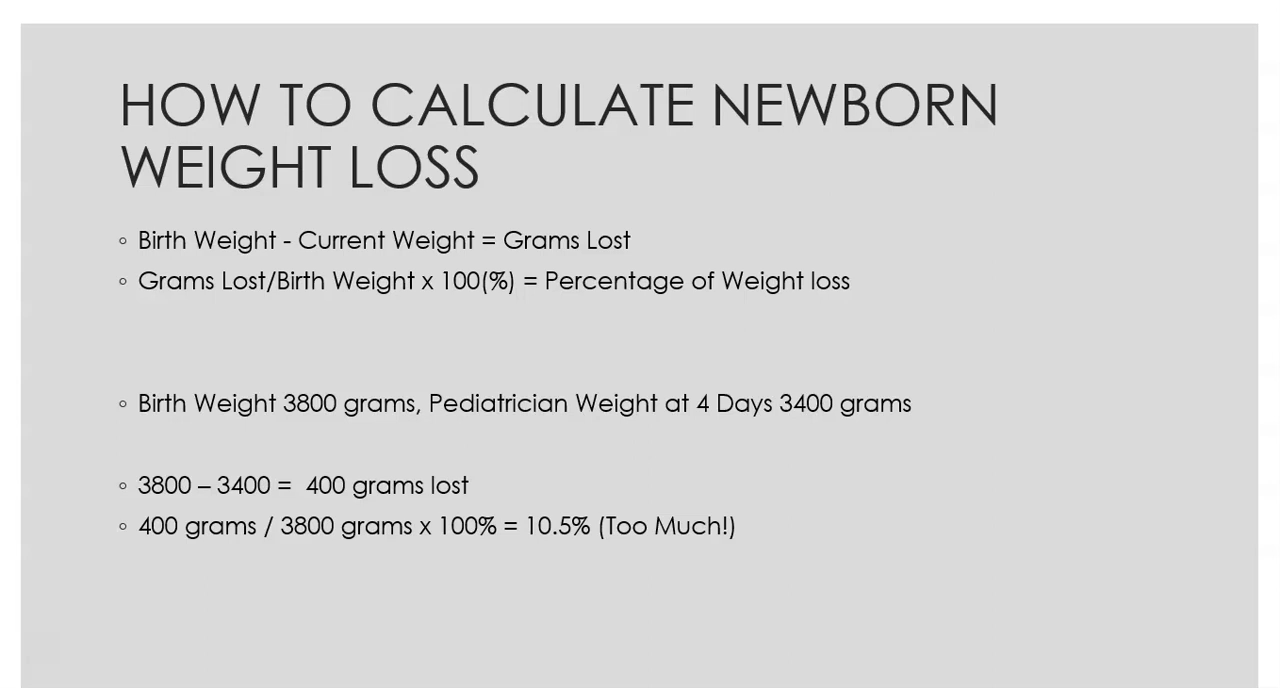 HOW TO CALCULATE NEWBORN
WEIGHT LOSS
◦ Birth Weight - Current Weight = Grams Lost
◦ Grams Lost/Birth Weight x 100(%) = Percentage of Weight loss
◦ Birth Weight 3800 grams, Pediatrician Weight at 4 Days 3400 grams
◦ 3800 – 3400 =  400 grams lost
◦ 400 grams / 3800 grams x 100% = 10.5% (Too Much!)